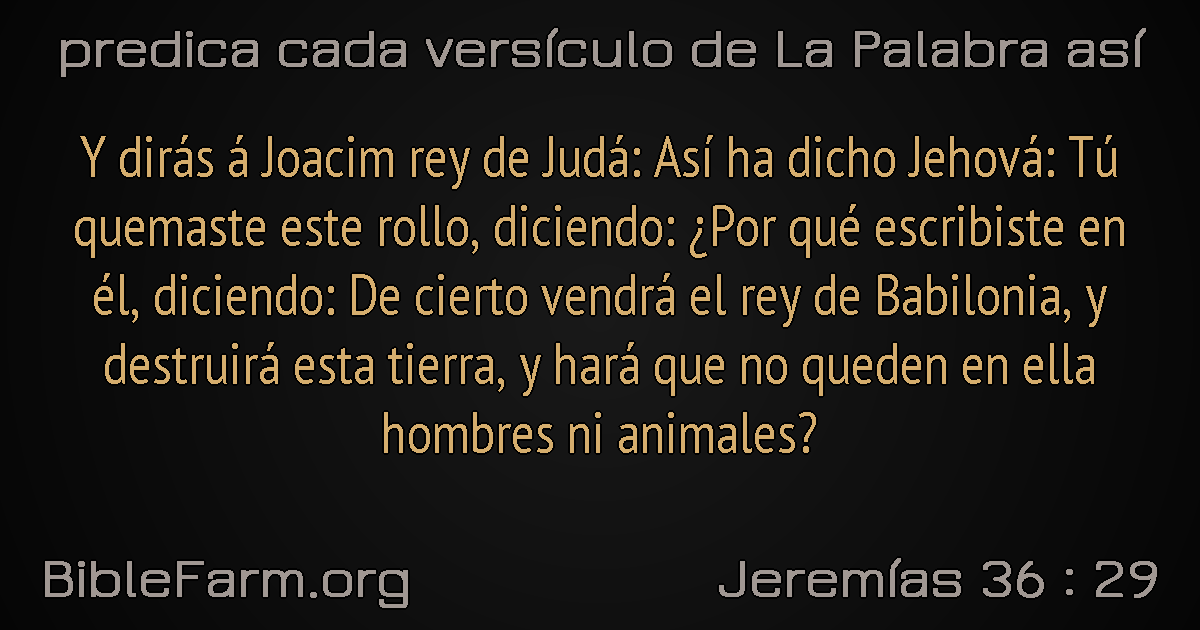 predica cada versículo de La Palabra así
Y dirás á Joacim rey de Judá: Así ha dicho Jehová: Tú
quemaste este rollo, diciendo: ¿Por qué escribiste en
él, diciendo: De cierto vendrá el rey de Babilonia, y
destruirá esta tierra, y hará que no queden en ella
hombres ni animales?
BibleFarm.org
Jeremías 36 : 29